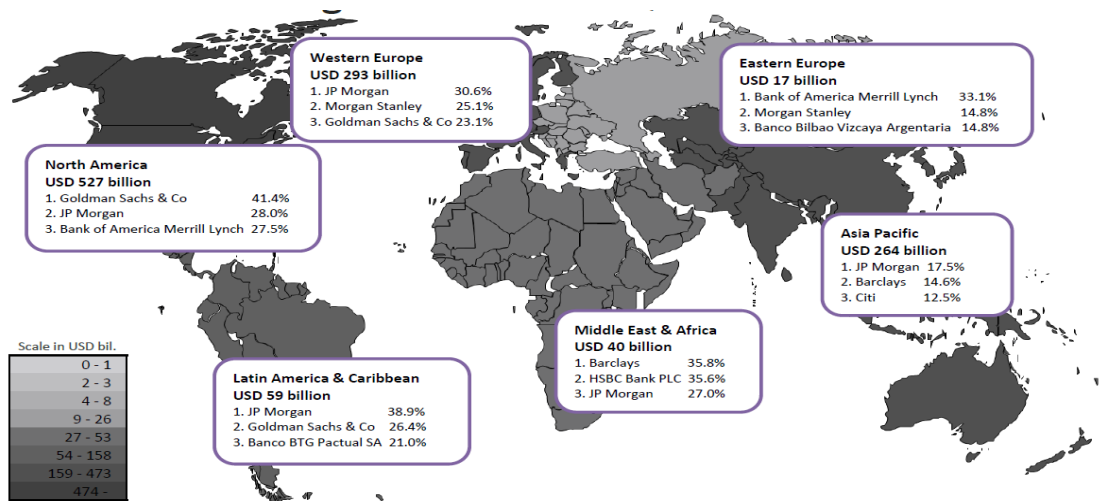 Western Europe
USD 293 billion
1. JP Morgan 30.6%
2. Morgan Stanley 25.1%
3. Goldman Sachs & Co 23.1%
Eastern Europe
USD 17 billion
1. Bank of America Merrill Lynch 33.1%
2. Morgan Stanley 14.8%
3. Banco Bilbao Vizcaya Argentaria 14.8%
North America
USD 527 billion
1. Goldman Sachs & Co 41.4%
2. JP Morgan 28.0%
3. Bank of America Merrill Lynch 27.5%
Asia Pacific
USD 264 billion
1. JP Morgan 17.5%
2. Barclays 14.6%
3. Citi 12.5%
Middle East & Africa
USD 40 billion
1. Barclays 35.8%
2. HSBC Bank PLC 35.6%
3. JP Morgan 27.0%
Latin America & Caribbean
USD 59 billion
1. JP Morgan 38.9%
2. Goldman Sachs & Co 26.4%
3. Banco BTG Pactual SA 21.0%
Scale in USD bil.
0 - 1
2 - 3
4 - 8
9 - 26
27 - 53
54 - 158
159 - 473
474 -